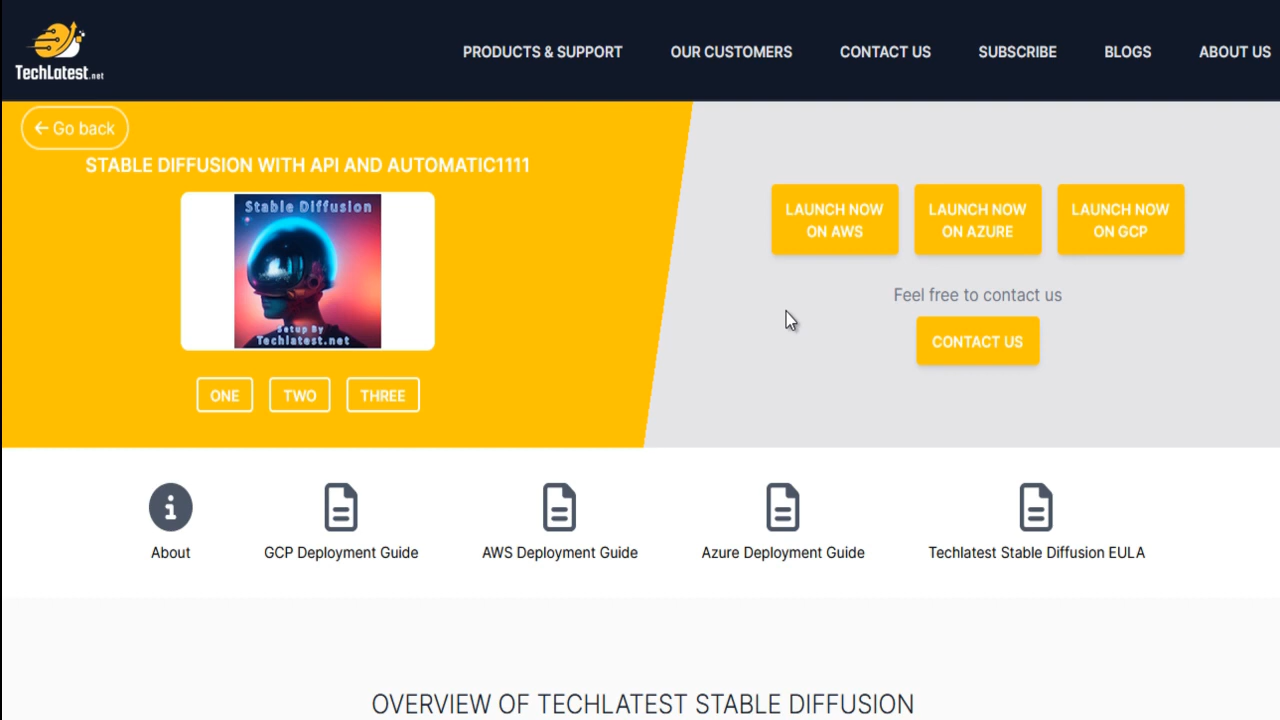 TechLatest.net
PRODUCTS & SUPPORT
OUR CUSTOMERS
CONTACT US
SUBSCRIBE
BLOGS
ABOUT US
Go back
STABLE DIFFUSION WITH API AND AUTOMATIC1111
Stable Diffusion
Setup By
Techlatest.net
ONE
TWO
THREE
LAUNCH NOW
ON AWS
LAUNCH NOW
ON AZURE
LAUNCH NOW
ON GCP
Feel free to contact us
CONTACT US
About
GCP Deployment Guide
AWS Deployment Guide
Azure Deployment Guide
Techlatest Stable Diffusion EULA
OVERVIEW OF TECHLATEST STABLE DIFFUSION